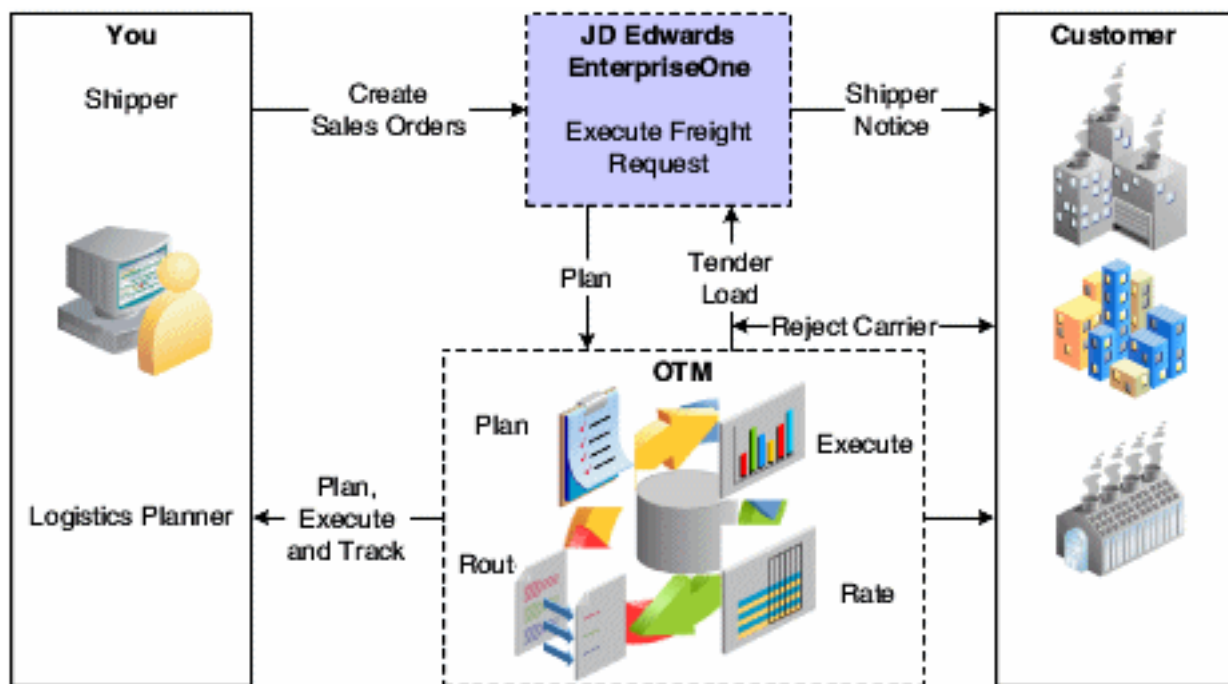 You
Shipper
Create
Sales Orders
JD Edwards
EnterpriseOne
Execute Freight
Request
Shipper
Notice
Customer
Plan
Tender
Load
Reject Carrier
OTM
Plan
Execute
Logistics Planner
Plan,
Execute
and Track
Rout
Rate